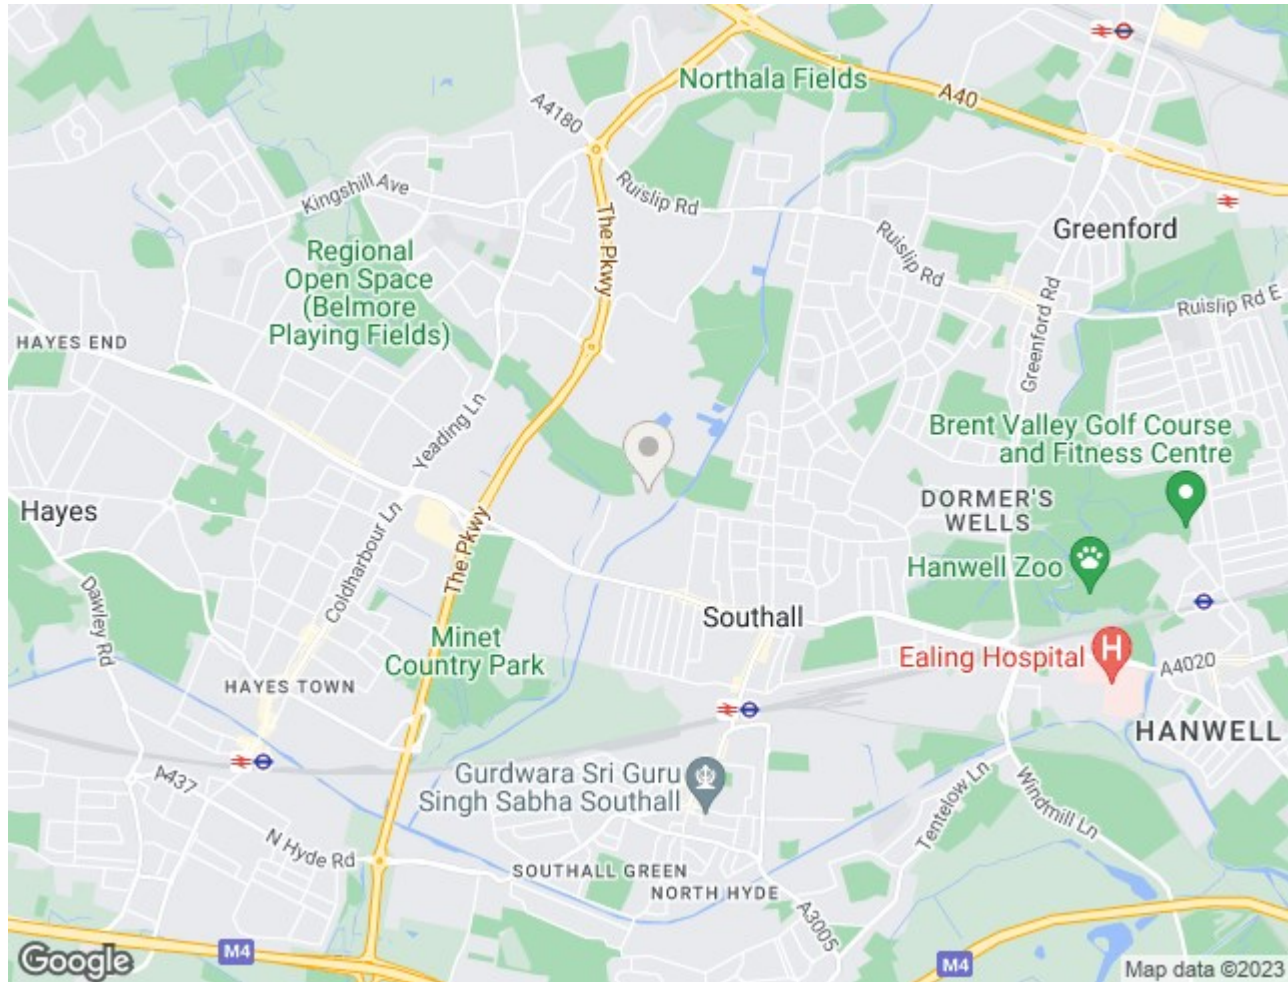 Northala Fields
A40
A4180
Kingshill Ave
Ruislip Rd
The Pkwy
Greenford
Ruislip Rd
Regional
Open Space
(Belmore
Playing Fields)
Greenford Rd
Ruislip Rd E
HAYES END
Yeading Ln
Brent Valley Golf Course
and Fitness Centre
Hayes
Coldharbour Ln
The Pkwy
DORMER'S
WELLS
Hanwell Zoo
Dawley Rd
Southall
Minet
Country Park
Ealing Hospital
H
A4020
HAYES TOWN
HANWELL
A437
Gurdwara Sri Guru
Singh Sabha Southall
Tentelow Ln
Windmill Ln
N Hyde Rd
SOUTHALL GREEN
NORTH HYDE
A3005
M4
M4
Google
Map data ©2023